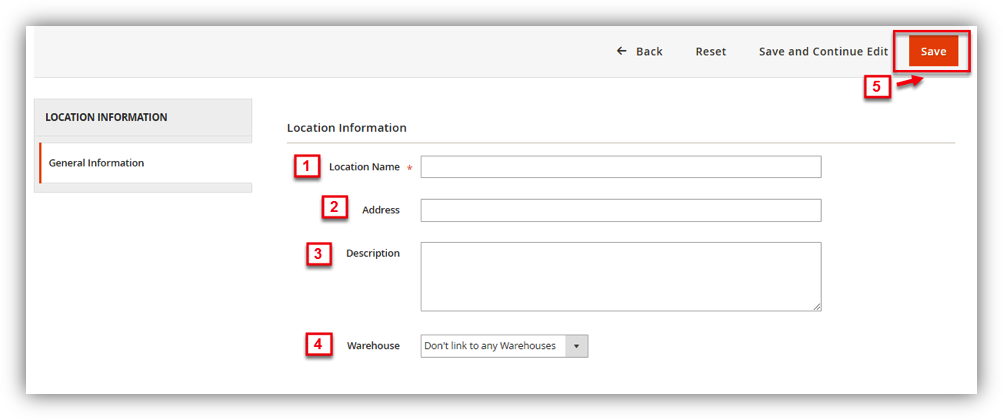 ← Back Reset Save and Continue Edit Save
5
LOCATION INFORMATION
General Information
Location Information
1 Location Name *
2 Address
3 Description
4 Warehouse Don't link to any Warehouses